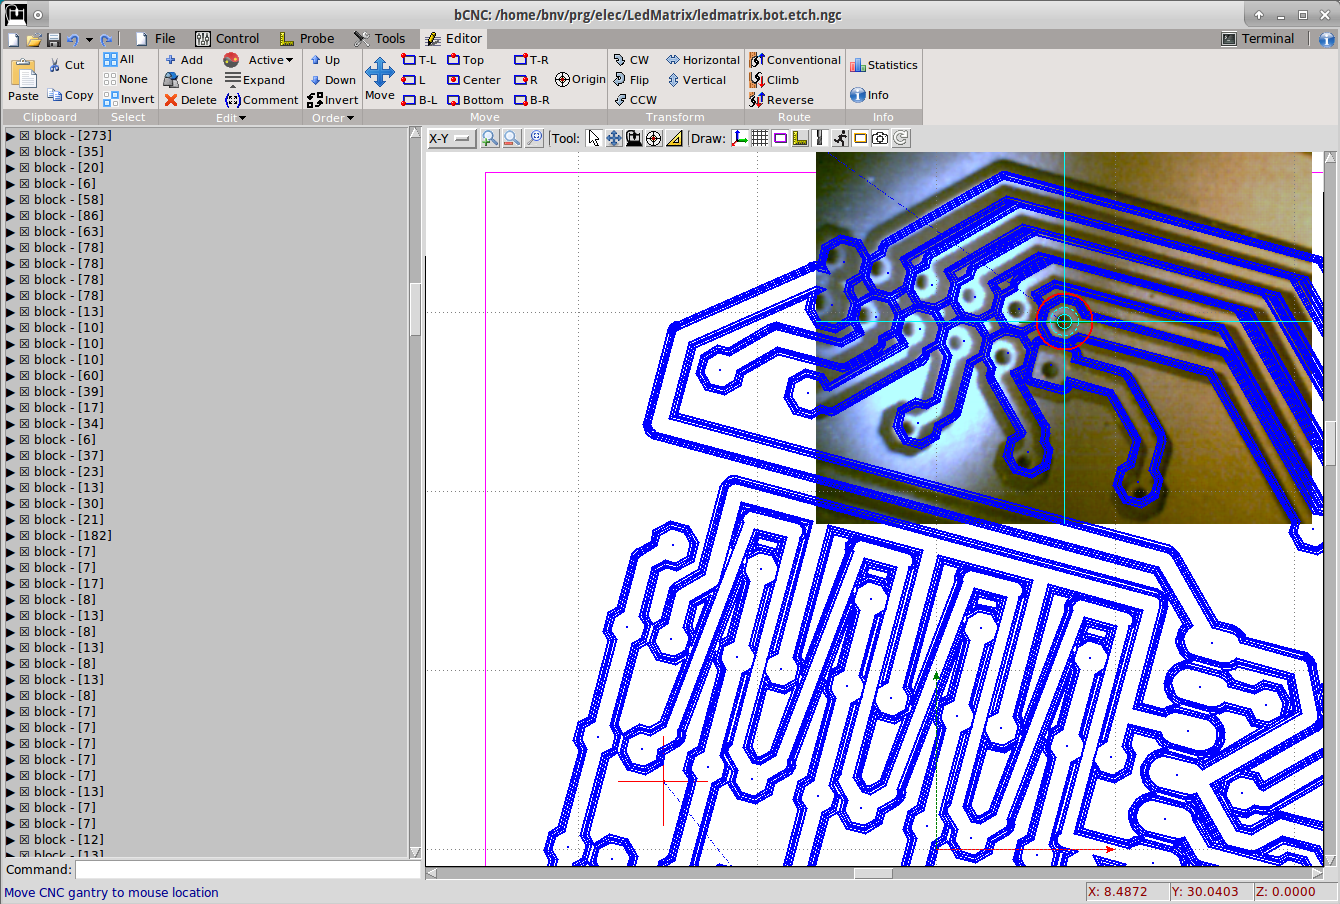 bCNC: /home/bnv/prg/elec/LedMatrix/ledmatrix.bot.etch.ngc
File Control Probe Tools Editor Terminal
Paste Cut Copy Clipboard
All None Invert Select
Add Clone Delete Active Expand Comment Edit
Up Down Invert Order
Move T-L L B-L Top Center Bottom T-R R B-R Origin Move
CW Flip CCW Horizontal Vertical Transform
Conventional Climb Reverse Route
Statistics Info Info
X-Y Tool: Draw:
block - [273]
block - [35]
block - [20]
block - [6]
block - [58]
block - [86]
block - [63]
block - [78]
block - [78]
block - [78]
block - [78]
block - [13]
block - [10]
block - [10]
block - [10]
block - [60]
block - [39]
block - [17]
block - [34]
block - [6]
block - [37]
block - [23]
block - [13]
block - [30]
block - [21]
block - [182]
block - [7]
block - [7]
block - [17]
block - [8]
block - [13]
block - [8]
block - [13]
block - [8]
block - [13]
block - [8]
block - [7]
block - [7]
block - [7]
block - [7]
block - [7]
block - [13]
block - [7]
block - [7]
block - [12]
block - [13]
Command:
Move CNC gantry to mouse location
X: 8.4872 Y: 30.0403 Z: 0.0000